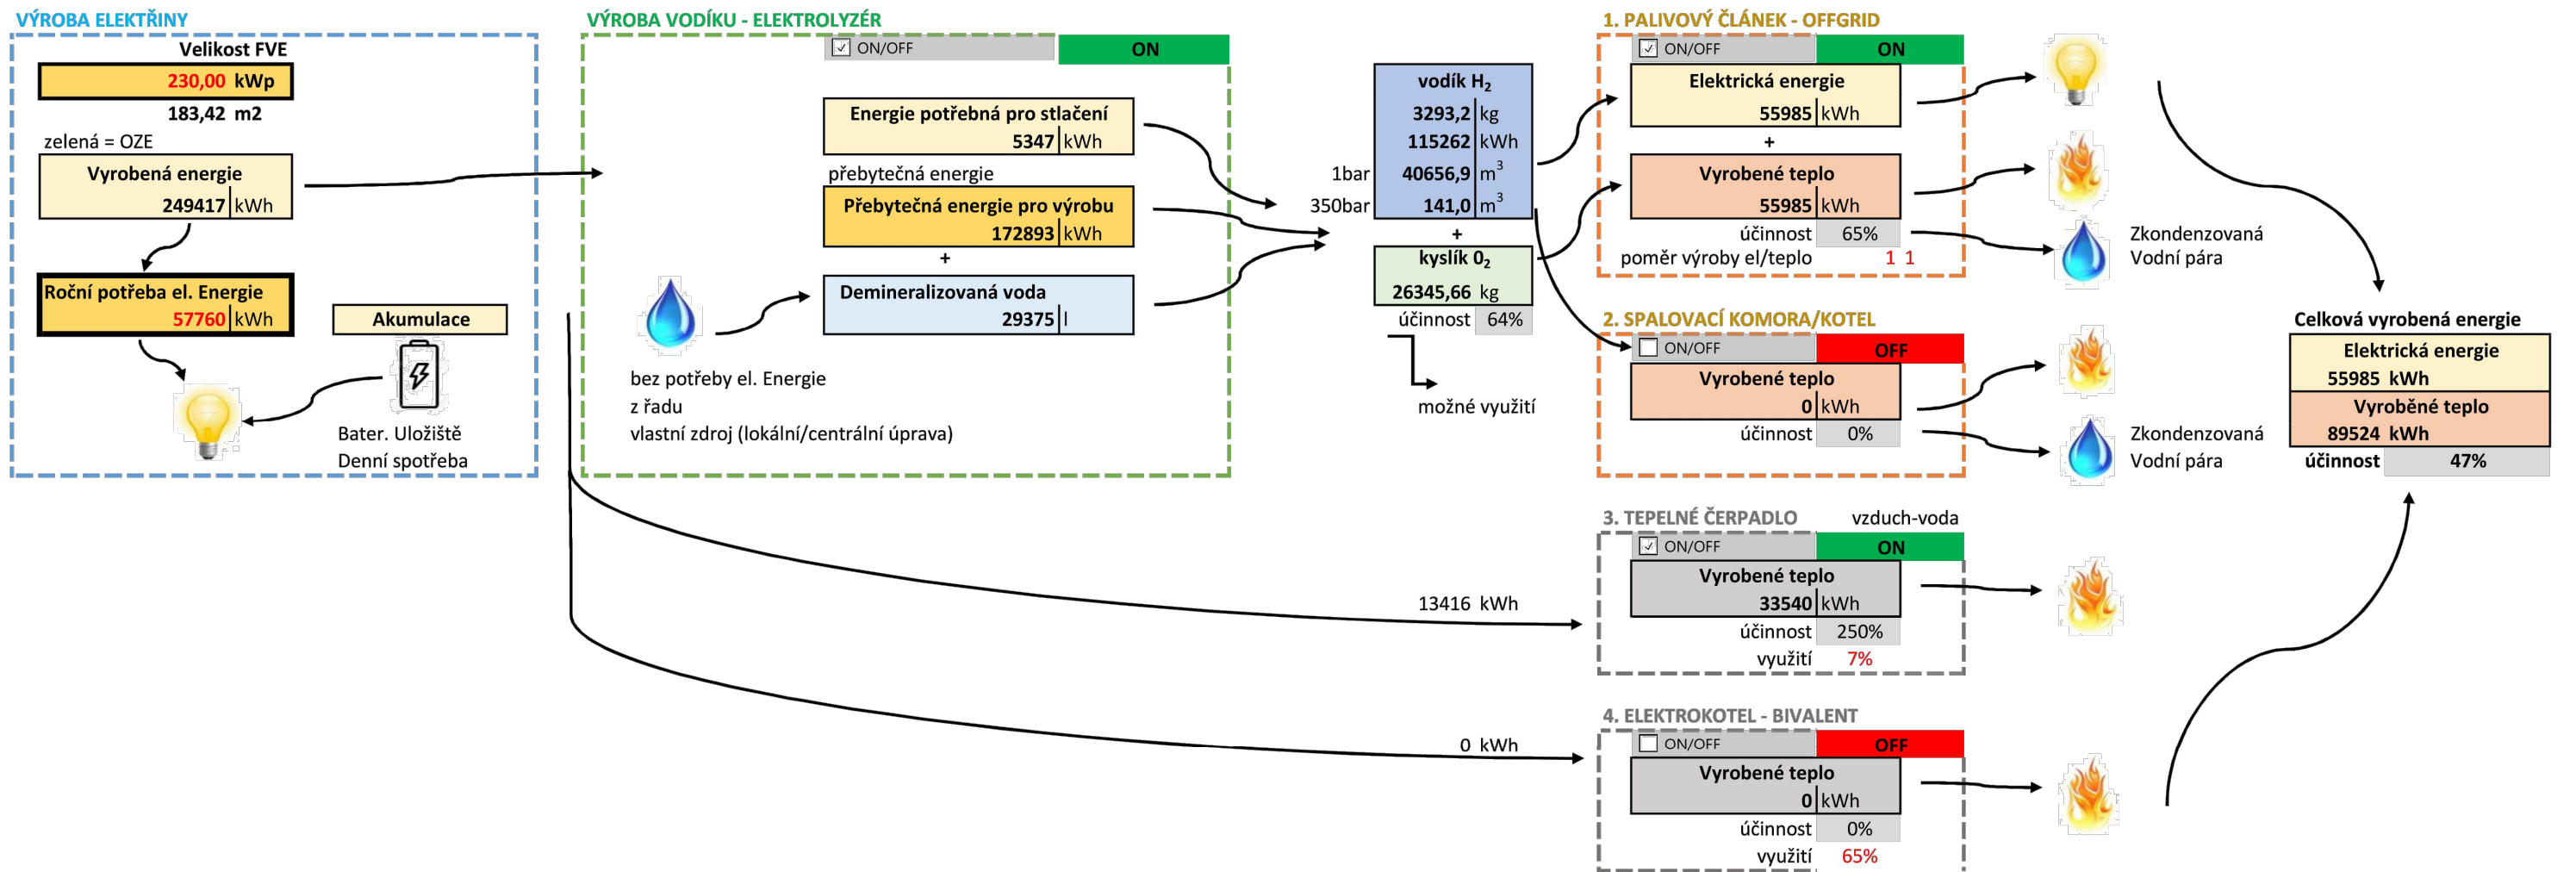 VÝROBA ELEKTŘINY
Velikost FVE
230,00 kWp
183,42 m2
zelená = OZE
Vyrobená energie
249417 kWh
Roční potřeba el. Energie
57760 kWh
Akumulace
Bater. Uložiště
Denní spotřeba
VÝROBA VODÍKU - ELEKTROLYZÉR
ON/OFF ON
Energie potřebná pro stlačení
5347 kWh
přebytečná energie
Přebytečná energie pro výrobu
172893 kWh
+
Demineralizovaná voda
29375 l
bez potřeby el. Energie
z řadu
vlastní zdroj (lokální/centrální úprava)
vodík H₂
3293,2 kg
115262 kWh
1bar 40656,9 m³
350bar 141,0 m³
+
kyslík 0₂
26345,66 kg
účinnost 64%
možné využití
1. PALIVOVÝ ČLÁNEK - OFFGRID
ON/OFF ON
Elektrická energie
55985 kWh
+
Vyrobené teplo
55985 kWh
účinnost 65%
poměr výroby el/teplo 1 1
Zkondenzovaná
Vodní pára
2. SPALOVACÍ KOMORA/KOTEL
ON/OFF OFF
Vyrobené teplo
0 kWh
účinnost 0%
Zkondenzovaná
Vodní pára
3. TEPELNÉ ČERPADLO vzduch-voda
ON/OFF ON
Vyrobené teplo
13416 kWh
33540 kWh
účinnost 250%
využití 7%
4. ELEKTROKOTEL - BIVALENT
0 kWh
ON/OFF OFF
Vyrobené teplo
0 kWh
účinnost 0%
využití 65%
Celková vyrobená energie
Elektrická energie
55985 kWh
Vyroběné teplo
89524 kWh
účinnost 47%